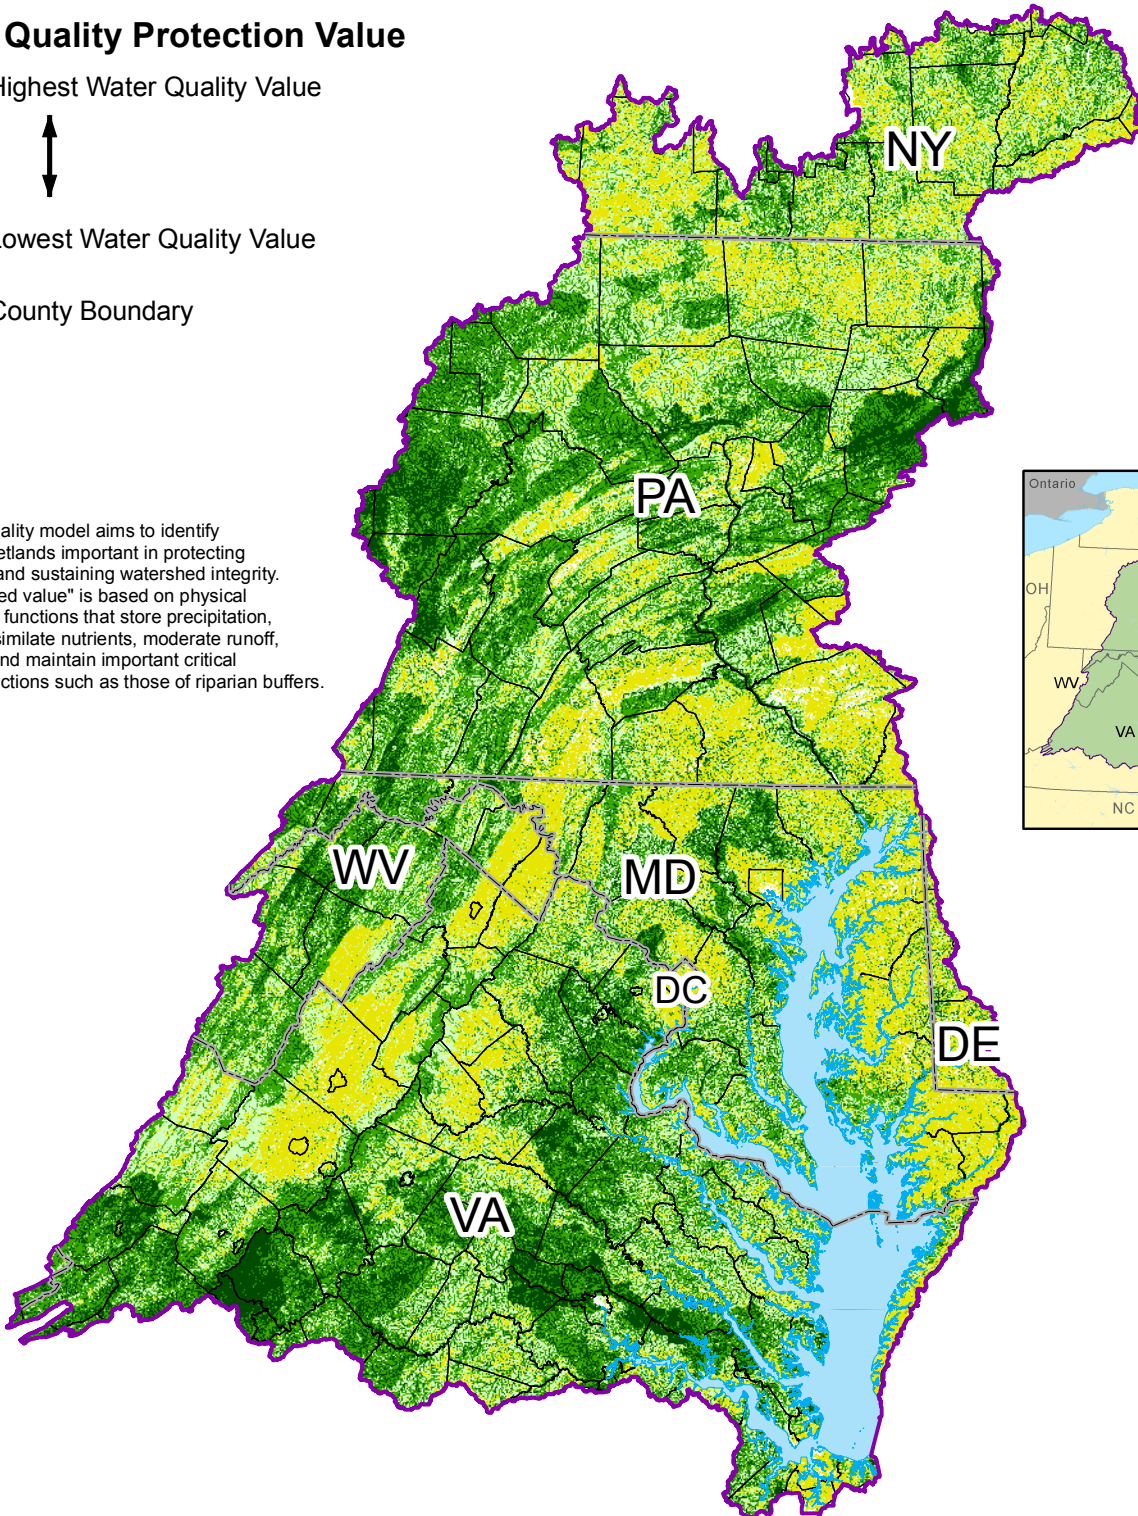 Quality Protection Value
Highest Water Quality Value
Lowest Water Quality Value
County Boundary
ality model aims to identify
etlands important in protecting
and sustaining watershed integrity.
ed value" is based on physical
functions that store precipitation,
similate nutrients, moderate runoff,
nd maintain important critical
ctions such as those of riparian buffers.
NY
PA
WV
MD
DC
DE
VA
Ontario
OH
WV
VA
NC